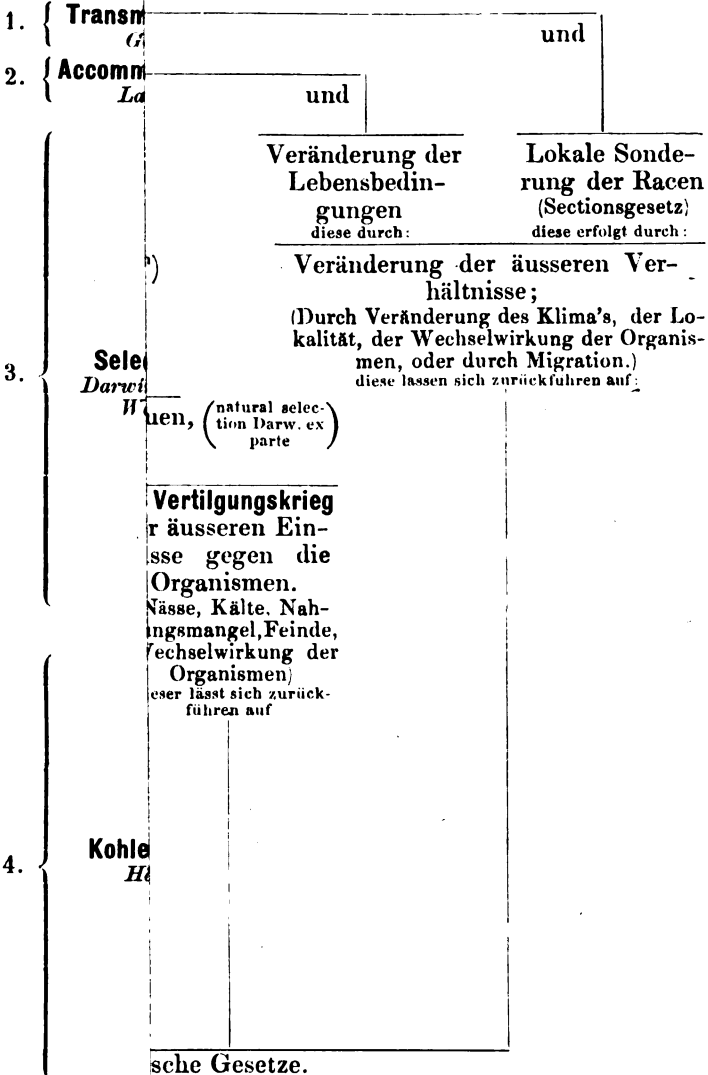 1. Transm
G
und
2. Accomm
La
und
Veränderung der
Lebensbedin-
gungen
diese durch:
Lokale Sonde-
rung der Racen
(Sectionsgesetz)
diese erfolgt durch:
Veränderung der äusseren Ver-
hältnisse;
(Durch Veränderung des Klima's, der Lo-
kalität, der Wechselwirkung der Organis-
men, oder durch Migration.)
diese lassen sich zurückfuhren auf:
3. Sele
Darwi
W
uen, (natural selec-
tion Darw. ex
parte)
Vertilgungskrieg
r äusseren Ein-
sse gegen die
Organismen.
Nässe, Kälte, Nah-
ngsmangel, Feinde,
echselwirkung der
Organismen)
eser lässt sich zurück-
führen auf
4. Kohle
H
sche Gesetze.